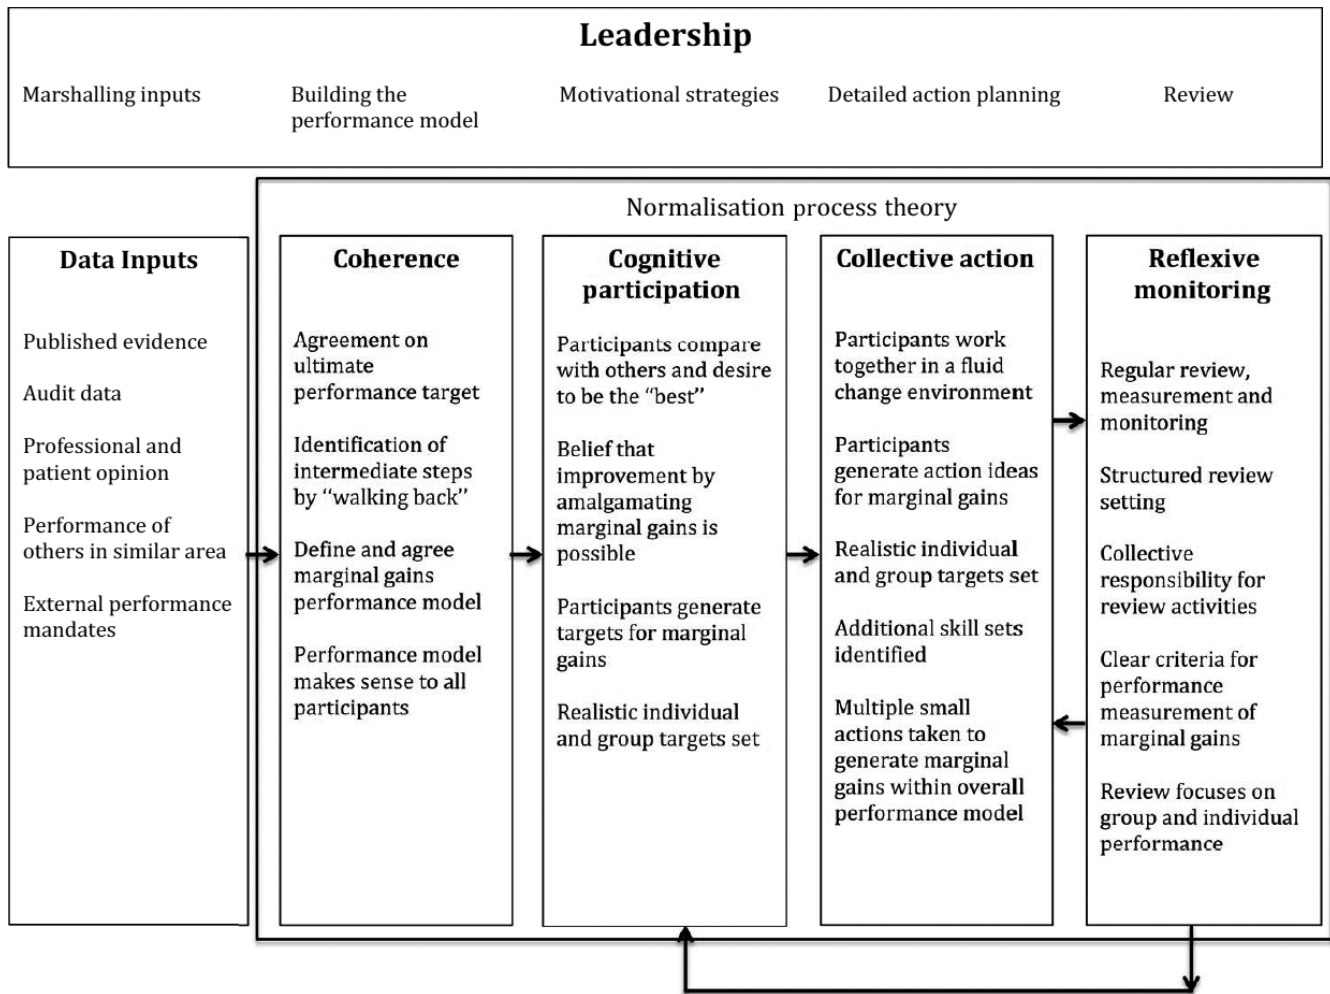 Leadership
Marshalling inputs
Building the
performance model
Motivational strategies
Detailed action planning
Review
Normalisation process theory
Data Inputs
Published evidence
Audit data
Professional and
patient opinion
Performance of
others in similar area
External performance
mandates
Coherence
Agreement on
ultimate
performance target
Identification of
intermediate steps
by “walking back”
Define and agree
marginal gains
performance model
Performance model
makes sense to all
participants
Cognitive
participation
Participants compare
with others and desire
to be the “best”
Belief that
improvement by
amalgamating
marginal gains is
possible
Participants generate
targets for marginal
gains
Realistic individual
and group targets set
Collective action
Participants work
together in a fluid
change environment
Participants
generate action ideas
for marginal gains
Realistic individual
and group targets set
Additional skill sets
identified
Multiple small
actions taken to
generate marginal
gains within overall
performance model
Reflexive
monitoring
Regular review,
measurement and
monitoring
Structured review
setting
Collective
responsibility for
review activities
Clear criteria for
performance
measurement of
marginal gains
Review focuses on
group and individual
performance